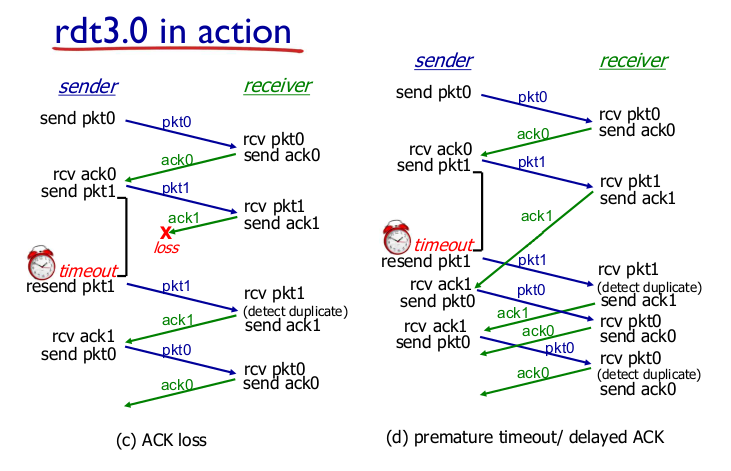 rdt3.0 in action
sender
receiver
send pkt0
pkt0
rcv pkt0
send ack0
ack0
rcv ack0
send pkt1
pkt1
rcv pkt1
send ack1
ack1
X
loss
timeout
resend pkt1
pkt1
rcv pkt1
(detect duplicate)
send ack1
ack1
rcv ack1
send pkt0
pkt0
rcv pkt0
send ack0
ack0
(c) ACK loss
sender
receiver
send pkt0
pkt0
rcv pkt0
send ack0
ack0
rcv ack0
send pkt1
pkt1
rcv pkt1
send ack1
ack1
timeout
resend pkt1
pkt1
rcv pkt1
(detect duplicate)
send ack1
rcv ack1
send pkt0
pkt0
ack1
rcv pkt0
send ack0
ack0
rcv ack1
send pkt0
pkt0
rcv pkt0
(detect duplicate)
send ack0
ack0
(d) premature timeout/ delayed ACK